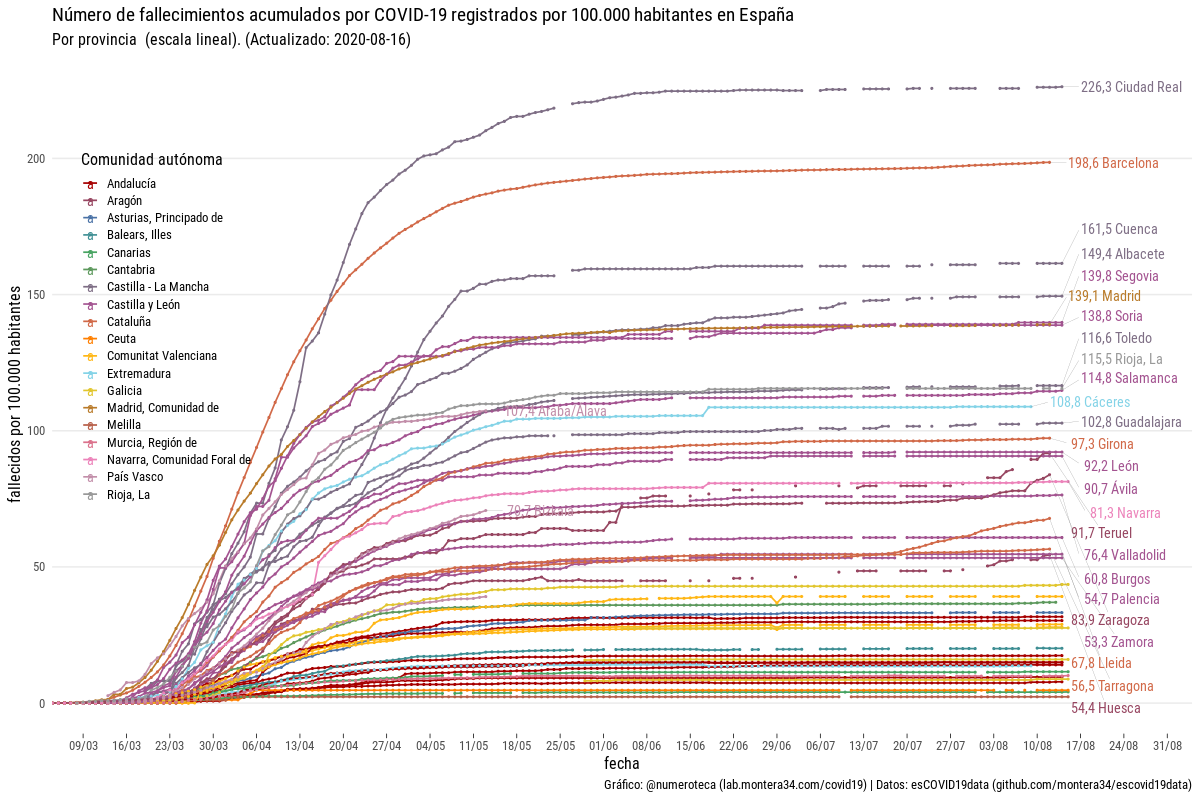 Número de fallecimientos acumulados por COVID-19 registrados por 100.000 habitantes en España
Por provincia  (escala lineal). (Actualizado: 2020-08-16)
fallecidos por 100.000 habitantes
200
150
100
50
0
Comunidad autónoma
Andalucía
Aragón
Asturias, Principado de
Balears, Illes
Canarias
Cantabria
Castilla - La Mancha
Castilla y León
Cataluña
Ceuta
Comunitat Valenciana
Extremadura
Galicia
Madrid, Comunidad de
Melilla
Murcia, Región de
Navarra, Comunidad Foral de
País Vasco
Rioja, La
107,4 Araba/Álava
226,3 Ciudad Real
198,6 Barcelona
161,5 Cuenca
149,4 Albacete
139,8 Segovia
139,1 Madrid
138,8 Soria
116,6 Toledo
115,5 Rioja, La
114,8 Salamanca
108,8 Cáceres
102,8 Guadalajara
97,3 Girona
92,2 León
90,7 Ávila
81,3 Navarra
91,7 Teruel
76,4 Valladolid
60,8 Burgos
54,7 Palencia
83,9 Zaragoza
53,3 Zamora
67,8 Lleida
56,5 Tarragona
54,4 Huesca
09/03 16/03 23/03 30/03 06/04 13/04 20/04 27/04 04/05 11/05 18/05 25/05 01/06 08/06 15/06 22/06 29/06 06/07 13/07 20/07 27/07 03/08 10/08 17/08 24/08 31/08
fecha
Gráfico: @numeroteca (lab.montera34.com/covid19) | Datos: esCOVID19data (github.com/montera34/escovid19data)